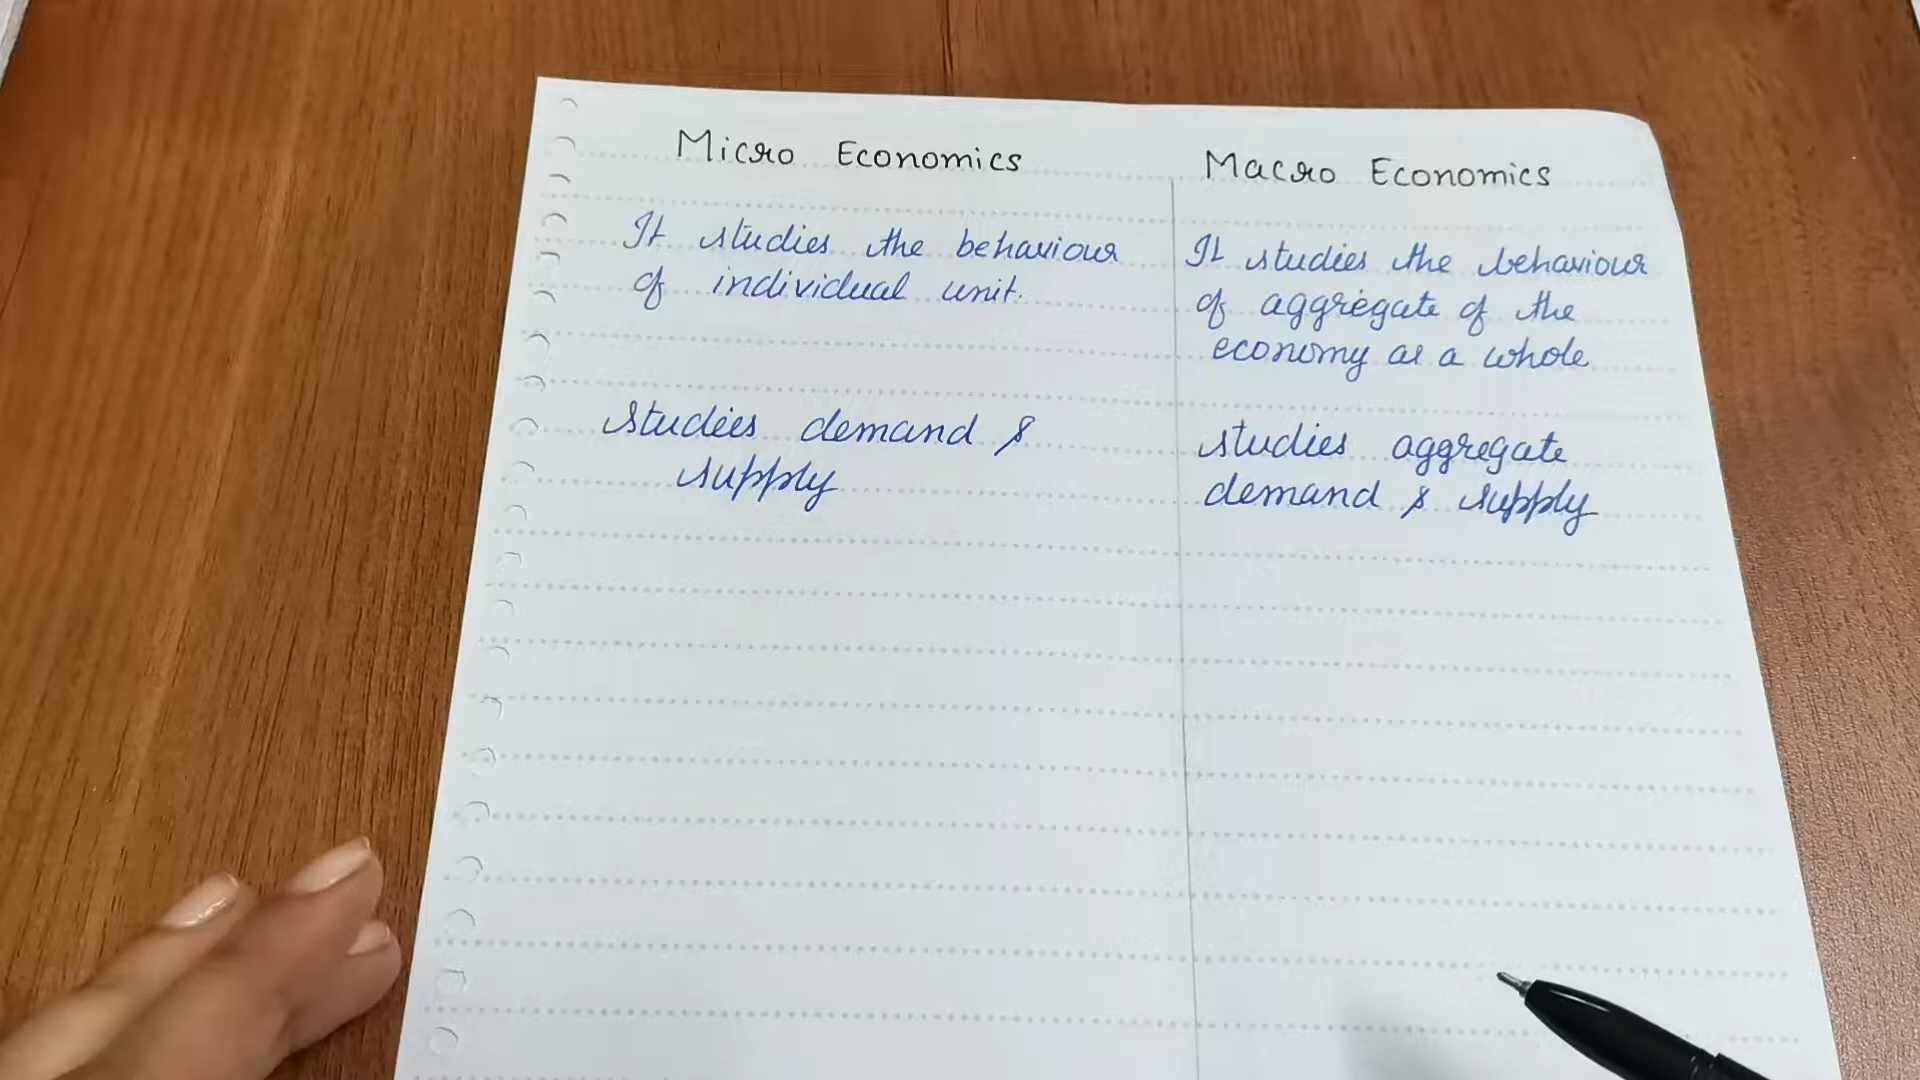 Micro Economics
Macro Economics
It studies the behaviour
of individual unit.
It studies the behaviour
of aggregate of the
economy as a whole
studies demand &
supply
studies aggregate
demand & supply